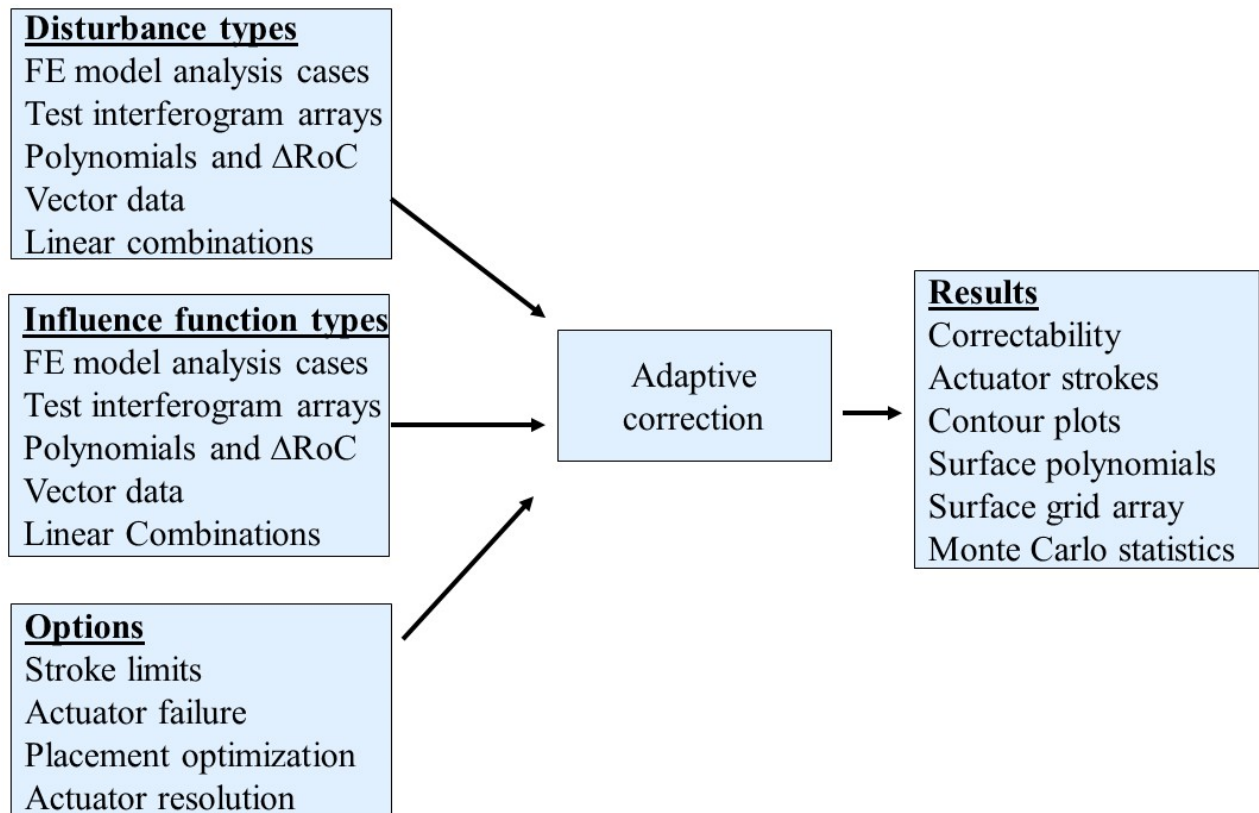 Disturbance types
FE model analysis cases
Test interferogram arrays
Polynomials and ΔRoC
Vector data
Linear combinations
Influence function types
FE model analysis cases
Test interferogram arrays
Polynomials and ΔRoC
Vector data
Linear Combinations
Options
Stroke limits
Actuator failure
Placement optimization
Actuator resolution
Adaptive
correction
Results
Correctability
Actuator strokes
Contour plots
Surface polynomials
Surface grid array
Monte Carlo statistics